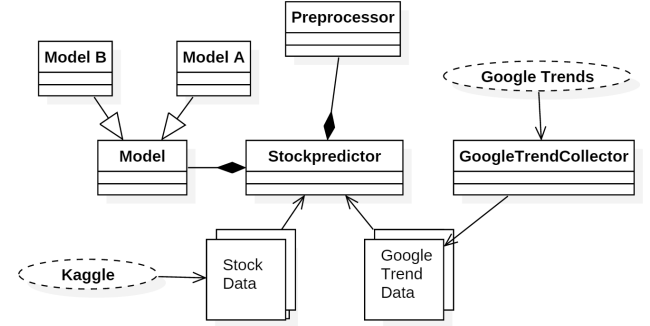 Preprocessor
Model B
Model A
Google Trends
Model
Stockpredictor
GoogleTrendCollector
Kaggle
Stock
Data
Google
Trend
Data